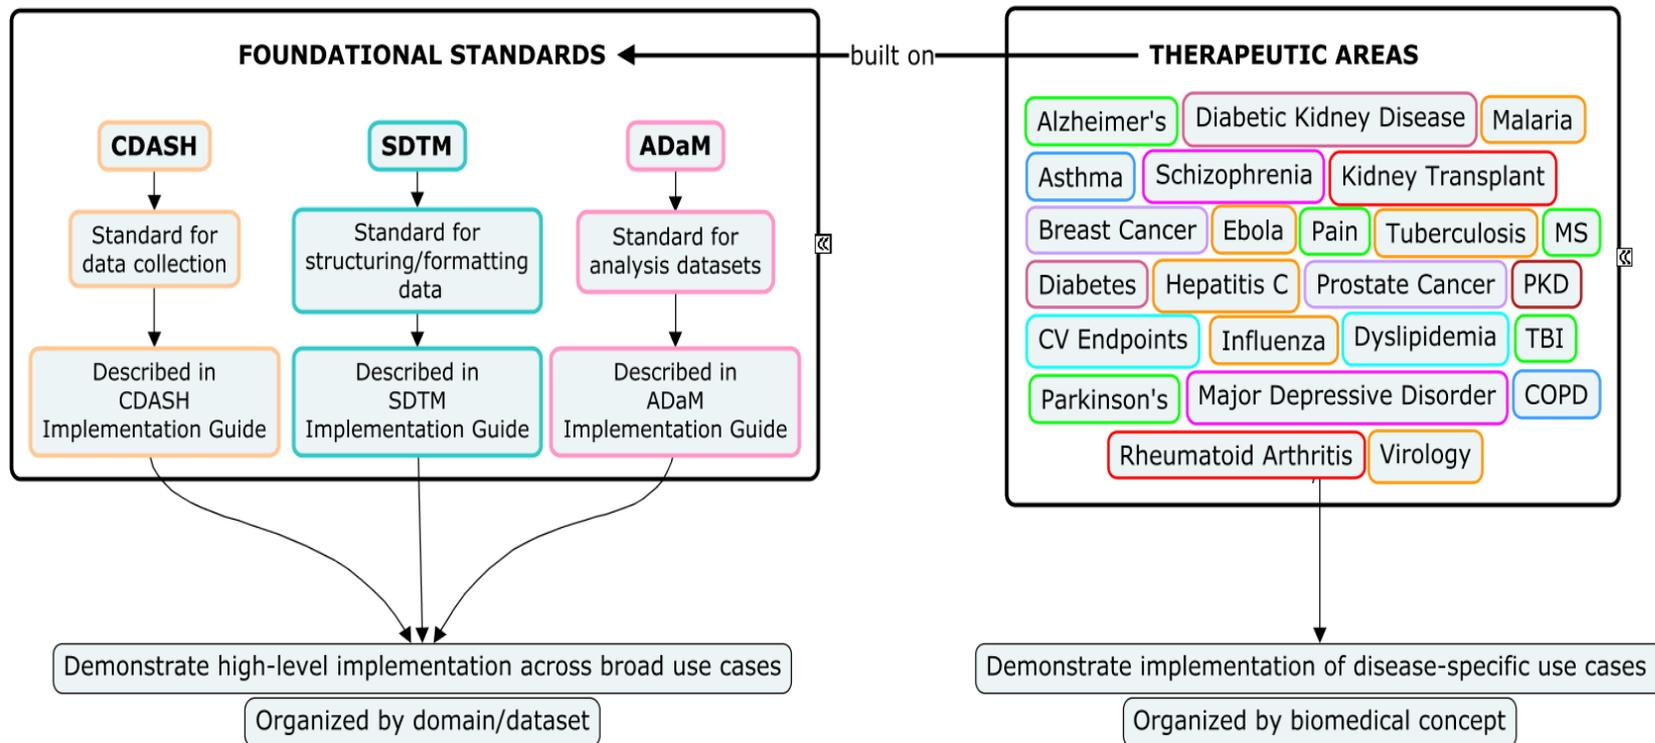 FOUNDATIONAL STANDARDS
built on
THERAPEUTIC AREAS
CDASH
SDTM
ADaM
Standard for
data collection
Standard for
structuring/formatting
data
Standard for
analysis datasets
Described in
CDASH
Implementation Guide
Described in
SDTM
Implementation Guide
Described in
ADaM
Implementation Guide
Alzheimer's
Diabetic Kidney Disease
Malaria
Asthma
Schizophrenia
Kidney Transplant
Breast Cancer
Ebola
Pain
Tuberculosis
MS
Diabetes
Hepatitis C
Prostate Cancer
PKD
CV Endpoints
Influenza
Dyslipidemia
TBI
Parkinson's
Major Depressive Disorder
COPD
Rheumatoid Arthritis
Virology
Demonstrate high-level implementation across broad use cases
Organized by domain/dataset
Demonstrate implementation of disease-specific use cases
Organized by biomedical concept